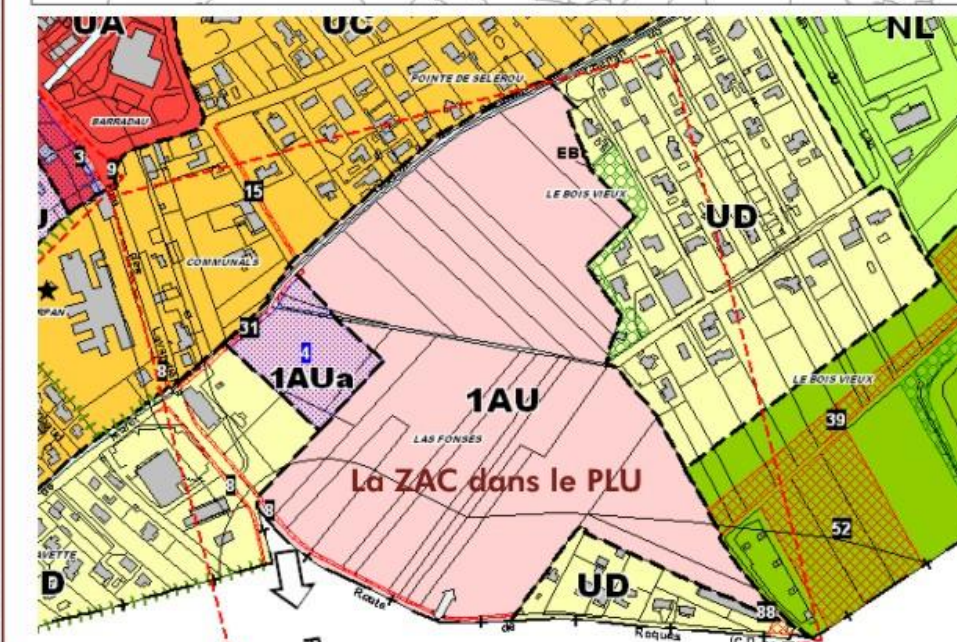 UA
UC
NL
POINTE DE SELEROU
BARRADAU
3
9
EB
15
LE BOIS VIEUX
UD
COMMUNALS
31
4
1AUa
8
1AU
LE BOIS VIEUX
39
LAS FONSES
La ZAC dans le PLU
8
8
52
D
UD
88
Route
de
Roques